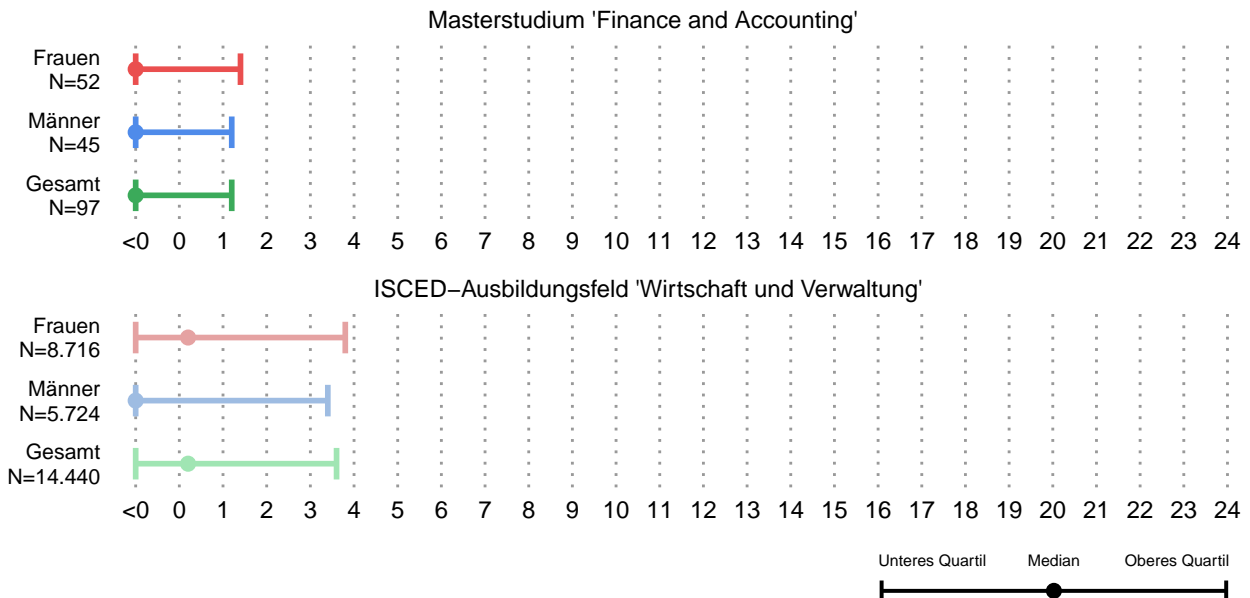 Masterstudium 'Finance and Accounting'
Frauen
N=52
Männer
N=45
Gesamt
N=97
<0 0 1 2 3 4 5 6 7 8 9 10 11 12 13 14 15 16 17 18 19 20 21 22 23 24
ISCED−Ausbildungsfeld 'Wirtschaft und Verwaltung'
Frauen
N=8.716
Männer
N=5.724
Gesamt
N=14.440
<0 0 1 2 3 4 5 6 7 8 9 10 11 12 13 14 15 16 17 18 19 20 21 22 23 24
Unteres Quartil Median Oberes Quartil